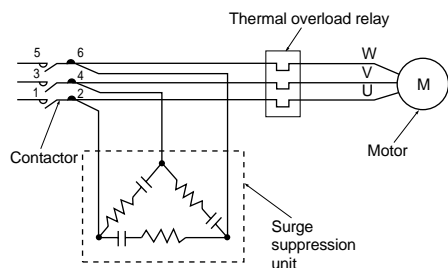 Thermal overload relay
5 6 W
3 4 V M
1 2 U
Contactor
Motor
Surge
suppression
unit